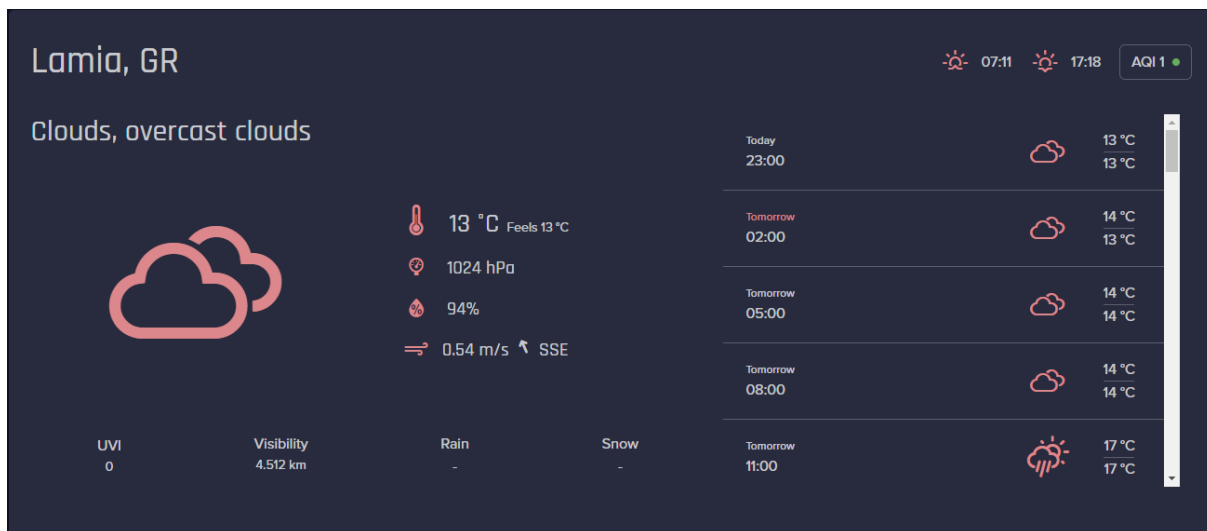 Lamia, GR
07:11 17:18 AQI 1
Clouds, overcast clouds
13 °C Feels 13 °C
1024 hPa
%
94%
0.54 m/s SSE
UVI
0
Visibility
4.512 km
Rain
-
Snow
-
Today
23:00
13 °C
13 °C
Tomorrow
02:00
14 °C
13 °C
Tomorrow
05:00
14 °C
14 °C
Tomorrow
08:00
14 °C
14 °C
Tomorrow
11:00
17 °C
17 °C